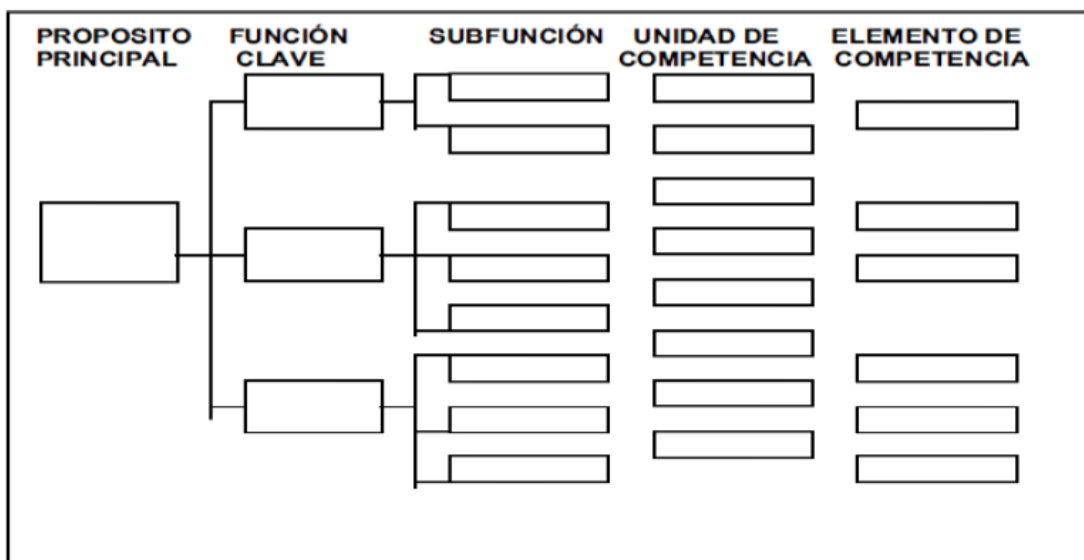 PROPOSITO PRINCIPAL
FUNCIÓN CLAVE
SUBFUNCIÓN
UNIDAD DE COMPETENCIA
ELEMENTO DE COMPETENCIA